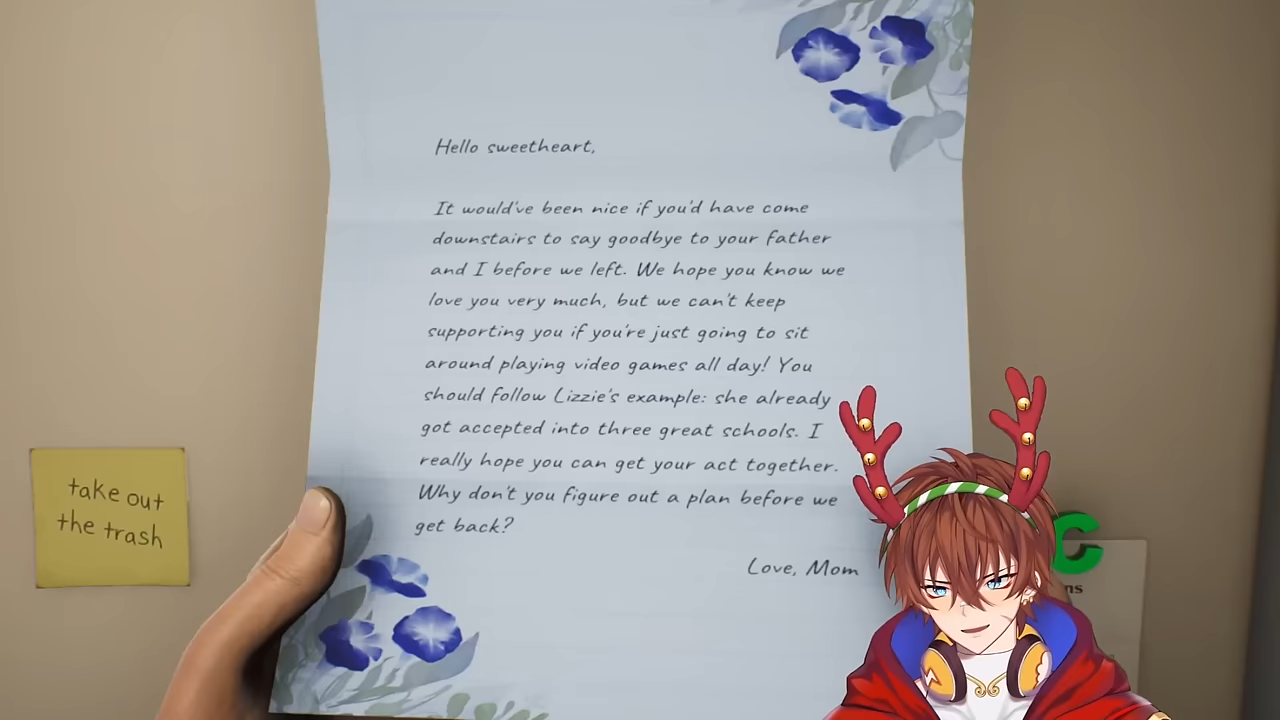 Hello sweetheart,
It would've been nice if you'd have come
downstairs to say goodbye to your father
and I before we left. We hope you know we
love you very much, but we can't keep
supporting you if you're just going to sit
around playing video games all day! You
should follow Lizzie's example: she already
got accepted into three great schools. I
really hope you can get your act together.
Why don't you figure out a plan before we
get back?
Love, Mom
take out
the trash
C